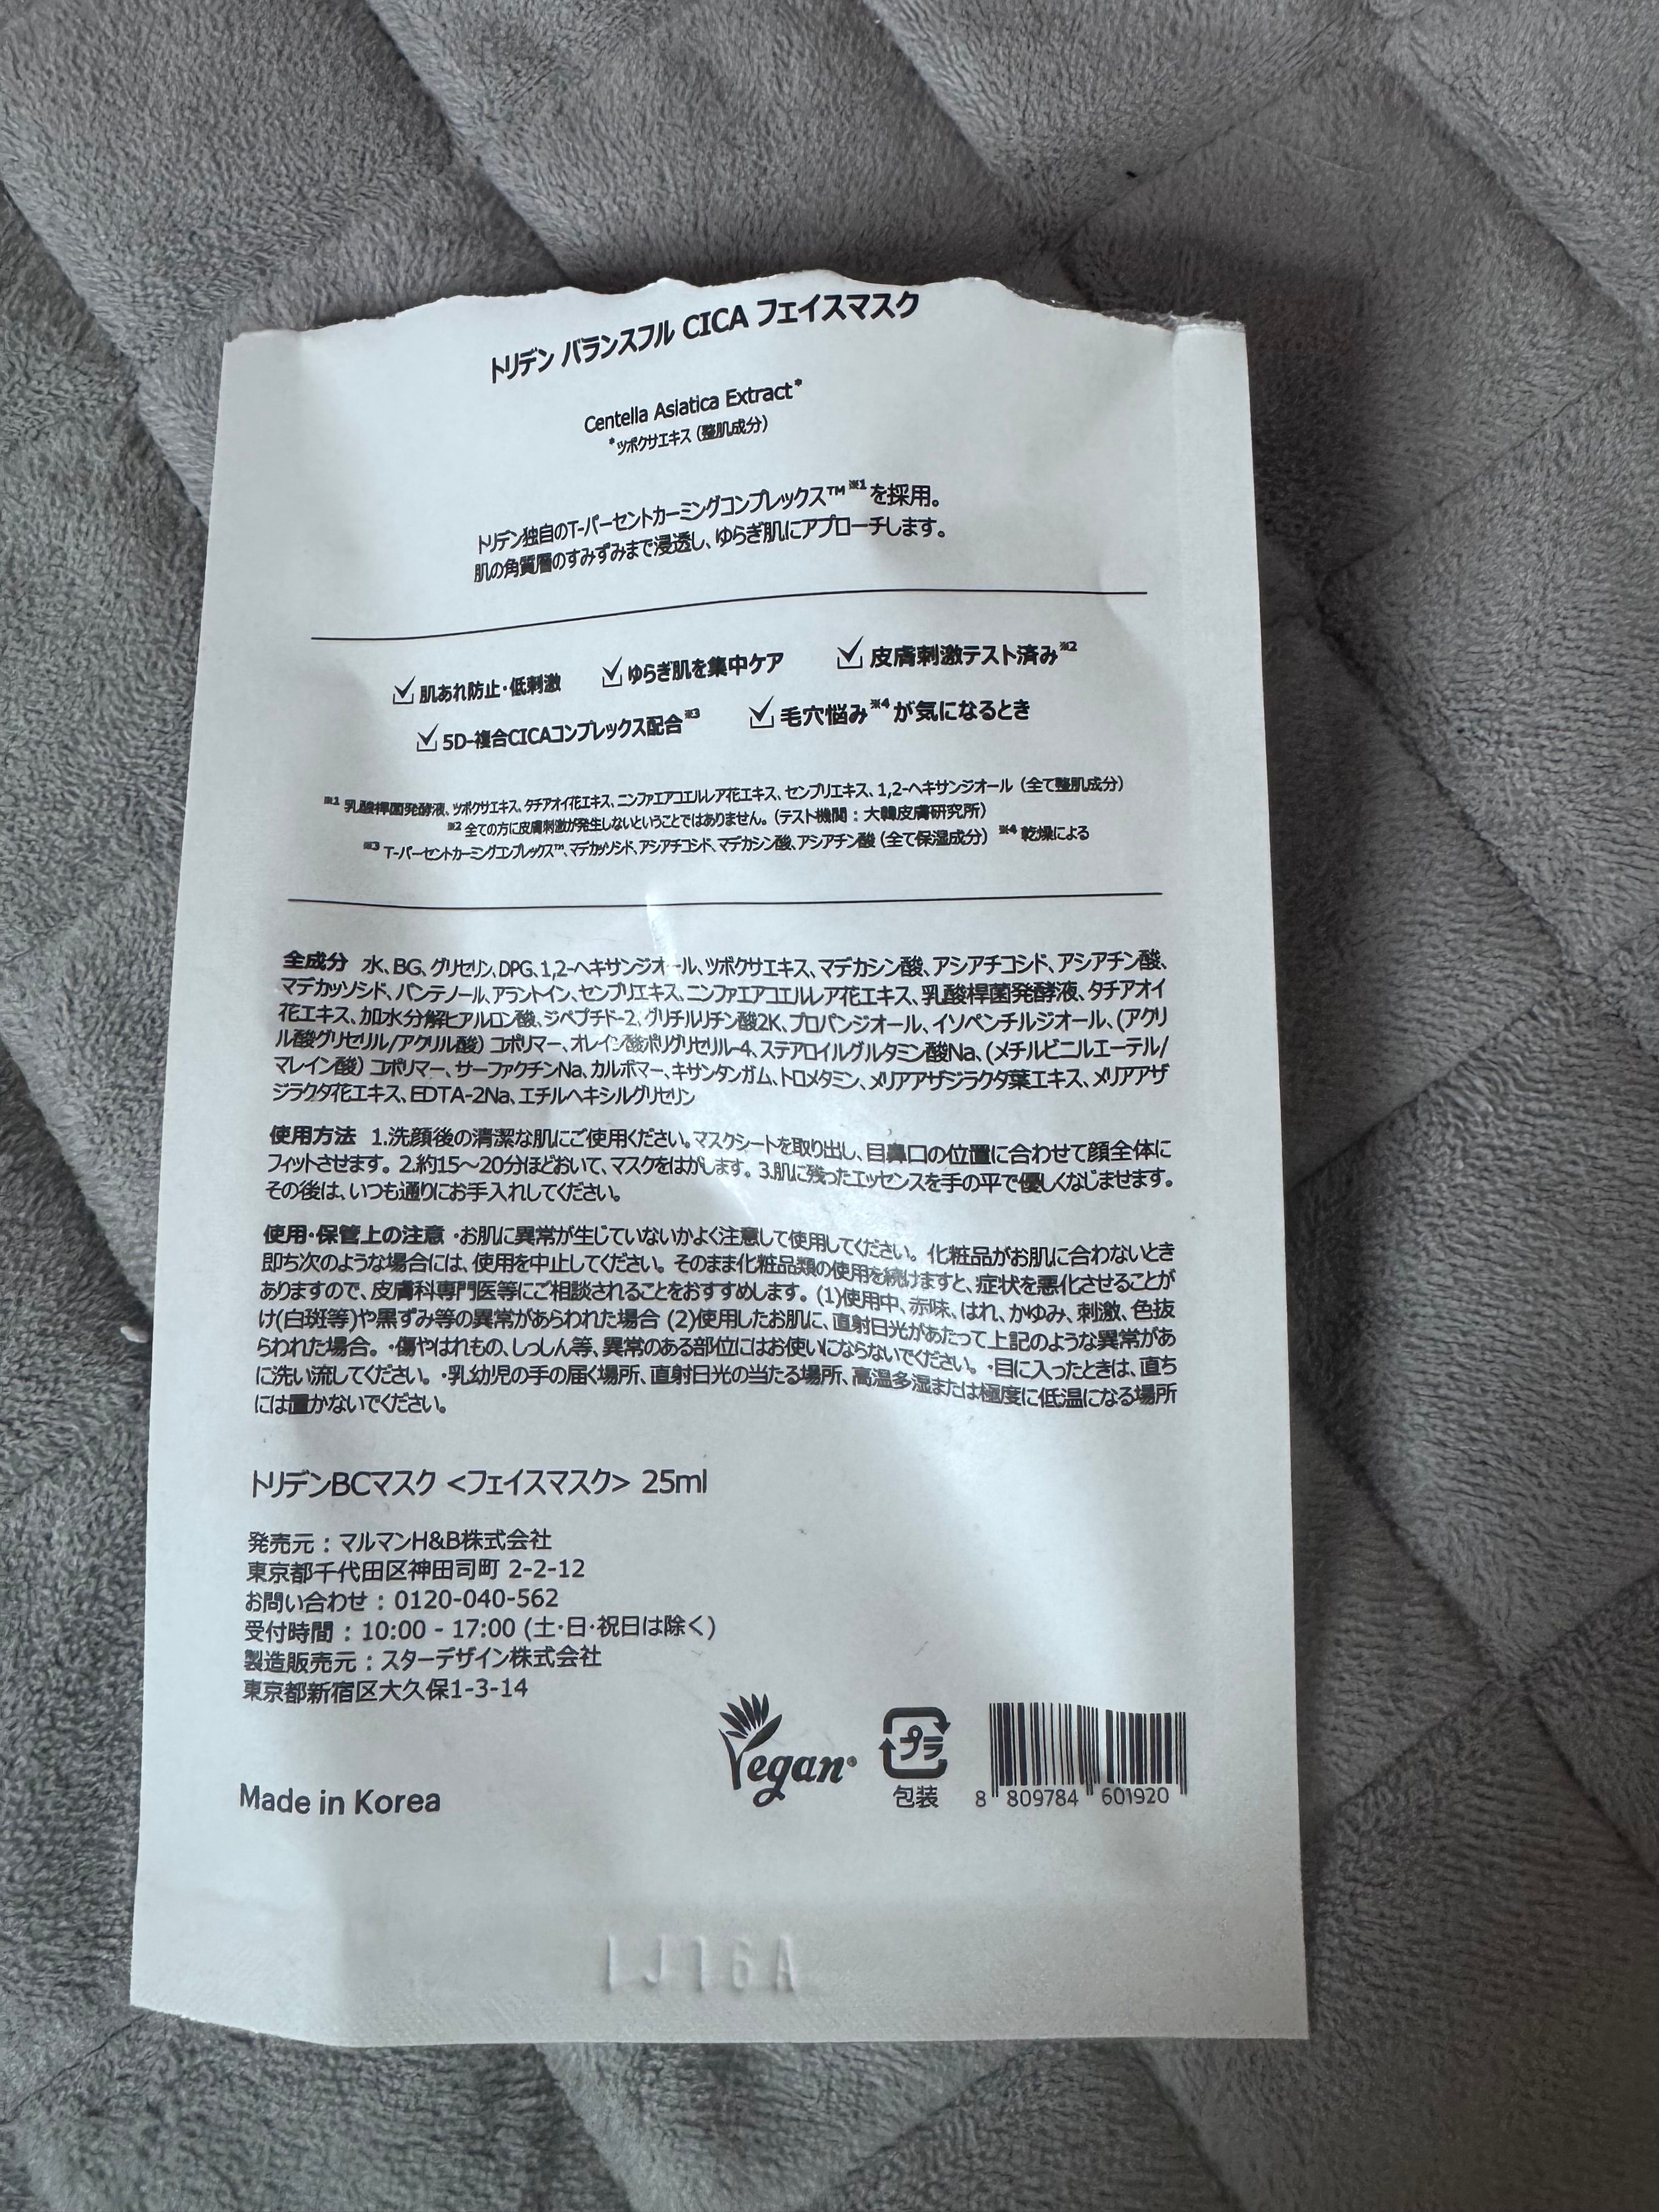 トリデン バランスフル CICA フェイスマスク
Centella Asiatica Extract*
*ツボクサエキス (整肌成分)
トリデン独自のT-パーセントカーミングコンプレックス™※1を採用。
肌の角質層のすみずみまで浸透し、ゆらぎ肌にアプローチします。
肌あれ防止・低刺激 ゆらぎ肌を集中ケア 皮膚刺激テスト済み※2
5D-複合CICAコンプレックス配合※3 毛穴悩み※4が気になるとき
※1 乳酸桿菌発酵液、ツボクサエキス、タチアオイ花エキス、ニンファエアコエルレア花エキス、センブリエキス、1,2-ヘキサンジオール (全て整肌成分)
※2 全ての方に皮膚刺激が発生しないということではありません。(テスト機関：大韓皮膚研究所)
※3 T-パーセントカーミングコンプレックス™、マデカッソシド、アシアチコシド、マデカシン酸、アシアチン酸 (全て保湿成分) ※4 乾燥による
全成分 水、BG、グリセリン、DPG、1,2-ヘキサンジオール、ツボクサエキス、マデカシン酸、アシアチコシド、アシアチン酸、
マデカッソシド、パンテノール、アラントイン、センブリエキス、ニンファエアコエルレア花エキス、乳酸桿菌発酵液、タチアオイ
花エキス、加水分解ヒアルロン酸、ジペプチド-2、グリチルリチン酸2K、プロパンジオール、イソペンチルジオール、(アクリ
ル酸グリセリル/アクリル酸) コポリマー、オレイン酸ポリグリセリル-4、ステアロイルグルタミン酸Na、(メチルビニルエーテル/
マレイン酸) コポリマー、サーファクチンNa、カルボマー、キサンタンガム、トロメタミン、メリアアザジラクタ葉エキス、メリアアザ
ジラクタ花エキス、EDTA-2Na、エチルヘキシルグリセリン
使用方法 1.洗顔後の清潔な肌にご使用ください。マスクシートを取り出し、目鼻口の位置に合わせて顔全体に
フィットさせます。2.約15～20分ほどおいて、マスクをはがします。3.肌に残ったエッセンスを手の平で優しくなじませます。
その後は、いつも通りにお手入れしてください。
使用・保管上の注意 ・お肌に異常が生じていないかよく注意して使用してください。化粧品がお肌に合わないとき
即ち次のような場合には、使用を中止してください。そのまま化粧品類の使用を続けますと、症状を悪化させることが
ありますので、皮膚科専門医等にご相談されることをおすすめします。(1)使用中、赤味、はれ、かゆみ、刺激、色抜
け(白斑等)や黒ずみ等の異常があらわれた場合 (2)使用したお肌に、直射日光があたって上記のような異常があ
らわれた場合。・傷やはれもの、しっしん等、異常のある部位にはお使いにならないでください。・目に入ったときは、直ち
に洗い流してください。・乳幼児の手の届く場所、直射日光の当たる場所、高温多湿または極度に低温になる場所
には置かないでください。
トリデンBCマスク <フェイスマスク> 25ml
発売元：マルマンH&B株式会社
東京都千代田区神田司町 2-2-12
お問い合わせ：0120-040-562
受付時間：10:00 - 17:00 (土・日・祝日は除く)
製造販売元：スターデザイン株式会社
東京都新宿区大久保1-3-14
Made in Korea
Vegan
プラ
包装
8 809784 601920